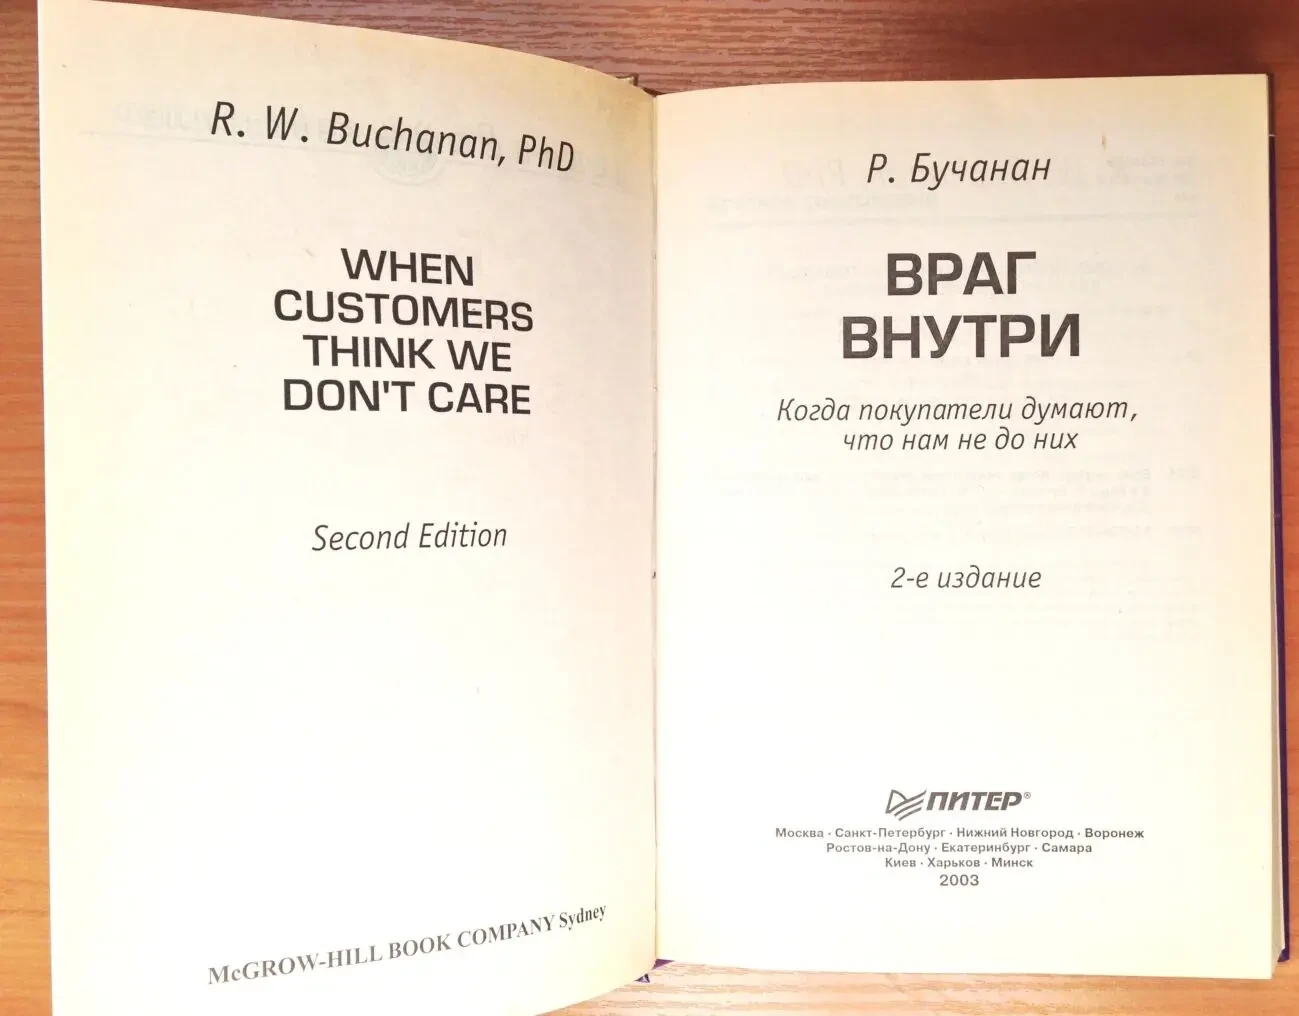 R. W. Buchanan, PhD
WHEN
CUSTOMERS
THINK WE
DON'T CARE
Second Edition
McGROW-HILL BOOK COMPANY Sydney
Р. Бучанан
ВРАГ
ВНУТРИ
Когда покупатели думают,
что нам не до них
2-е издание
ПИТЕР®
Москва · Санкт-Петербург · Нижний Новгород · Воронеж
Ростов-на-Дону · Екатеринбург · Самара
Киев · Харьков · Минск
2003